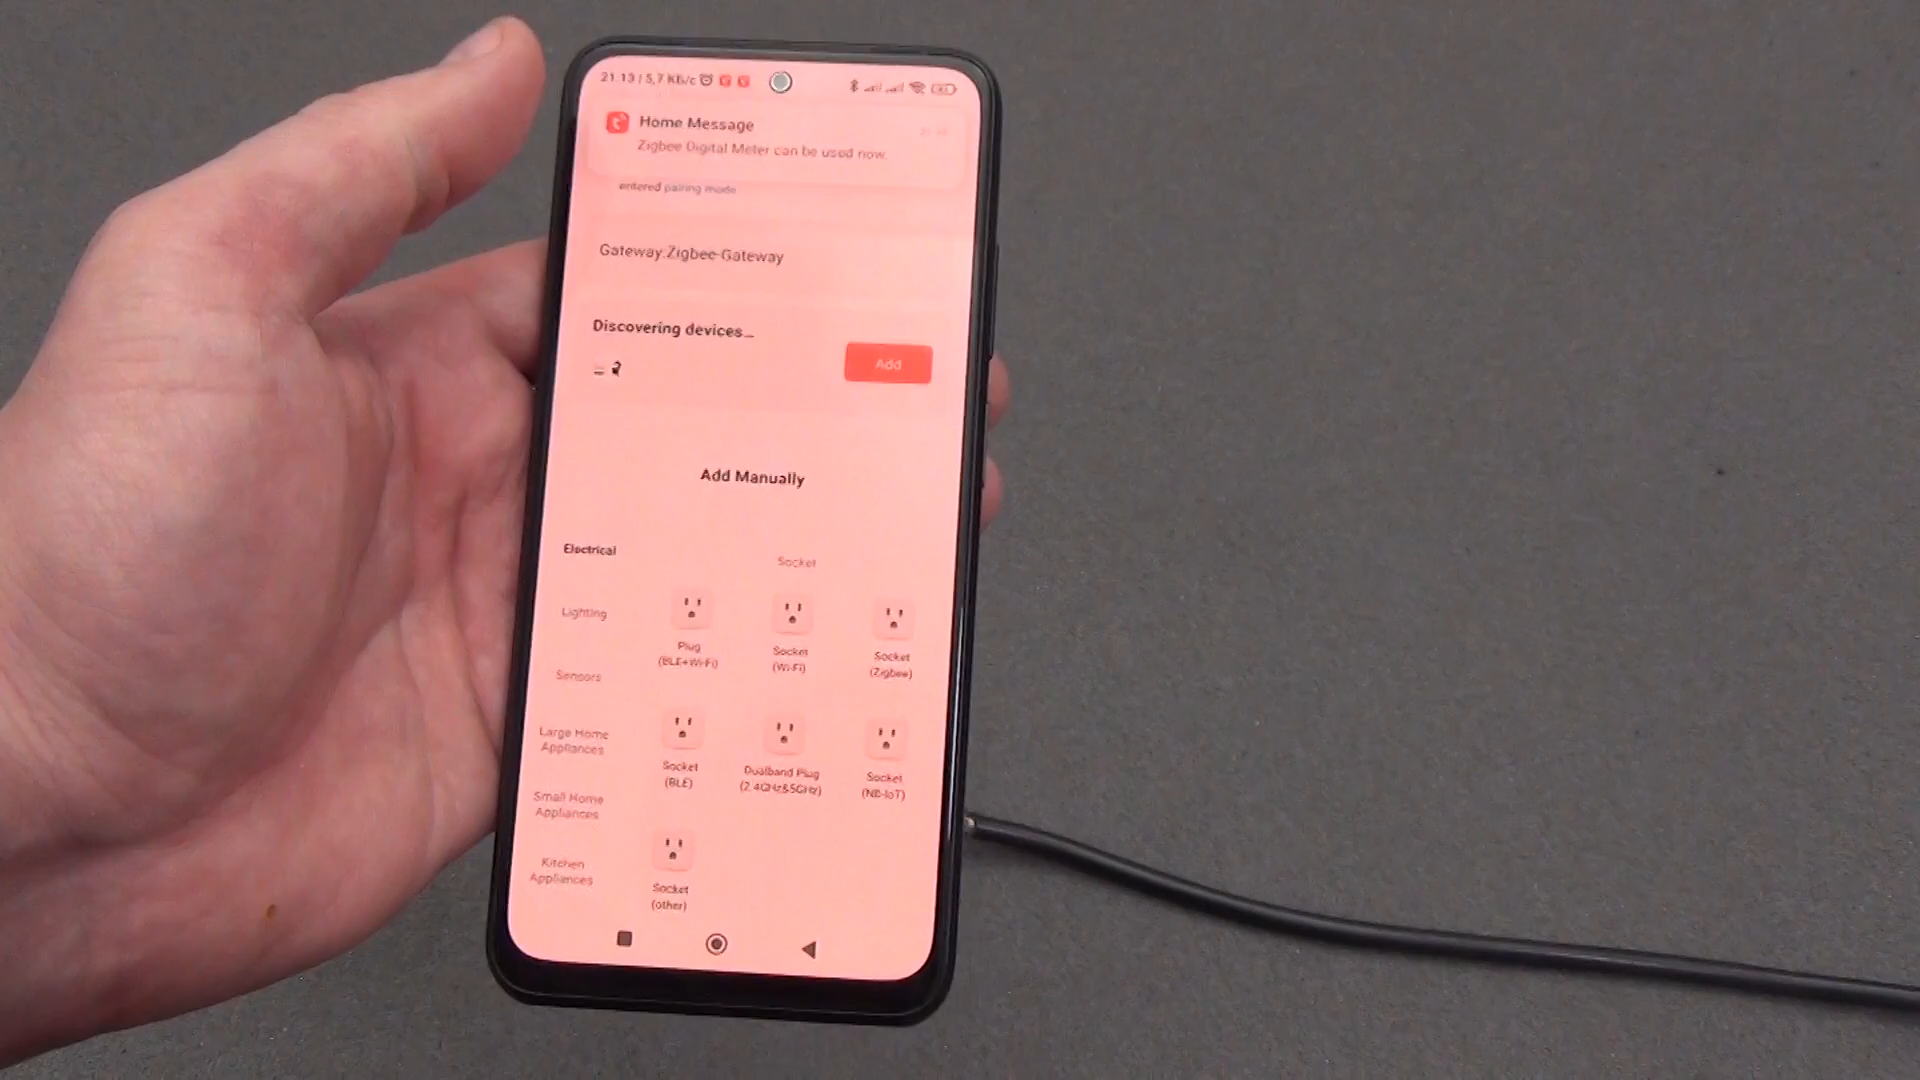 21:13 | 5,7 КБ/с
Home Message
Zigbee Digital Meter can be used now.
entered pairing mode
Gateway:Zigbee-Gateway
Discovering devices...
Add
Add Manually
Electrical
Socket
Lighting
Plug
(BLE+Wi-Fi)
Socket
(Wi-Fi)
Socket
(Zigbee)
Sensors
Large Home
Appliances
Socket
(BLE)
Dualband Plug
(2.4GHz&5GHz)
Socket
(NB-IoT)
Small Home
Appliances
Kitchen
Appliances
Socket
(other)